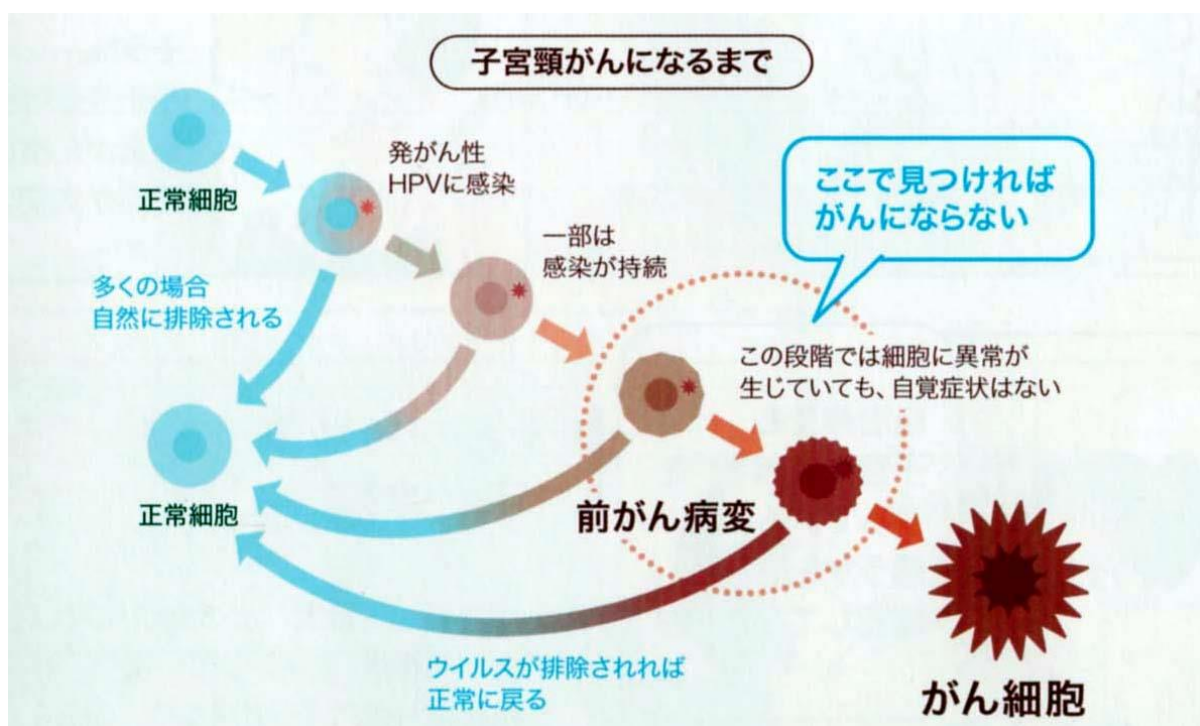 子宮頸がんになるまで
正常細胞
発がん性
HPVに感染
一部は
感染が持続
ここで見つければ
がんにならない
多くの場合
自然に排除される
この段階では細胞に異常が
生じていても、自覚症状はない
正常細胞
前がん病変
ウイルスが排除されれば
正常に戻る
がん細胞